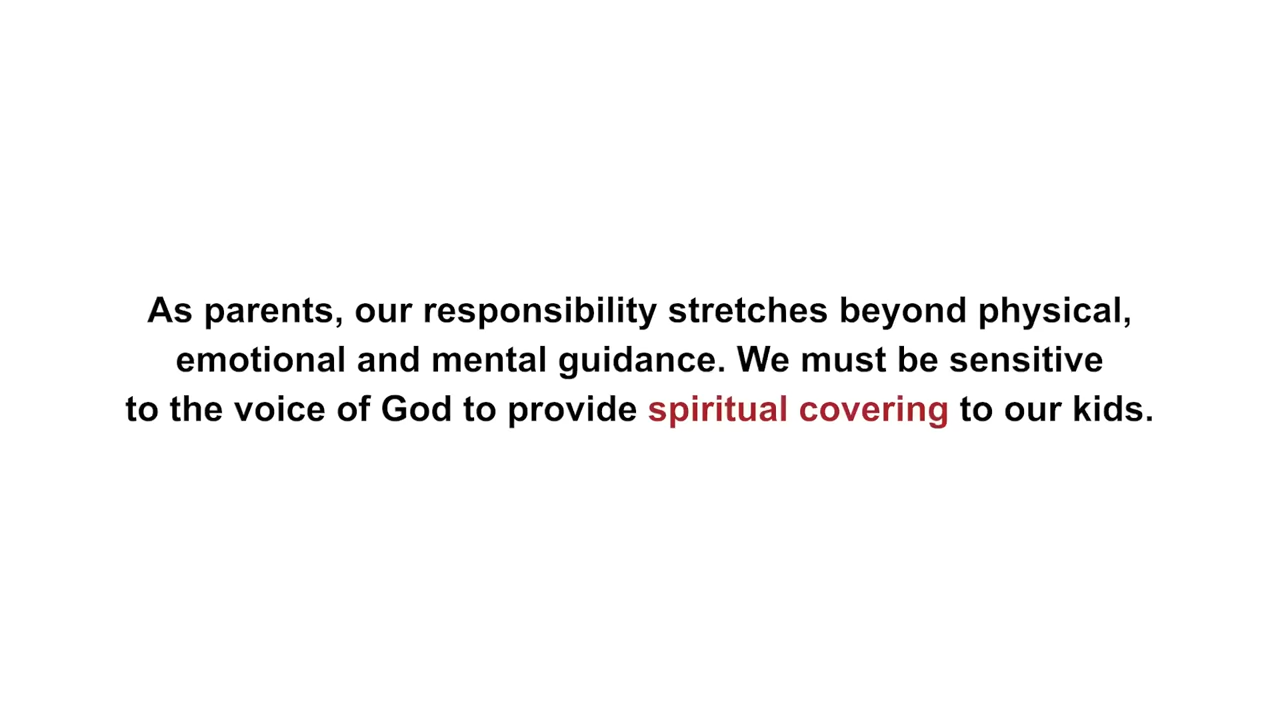 As parents, our responsibility stretches beyond physical,
emotional and mental guidance. We must be sensitive
to the voice of God to provide spiritual covering to our kids.